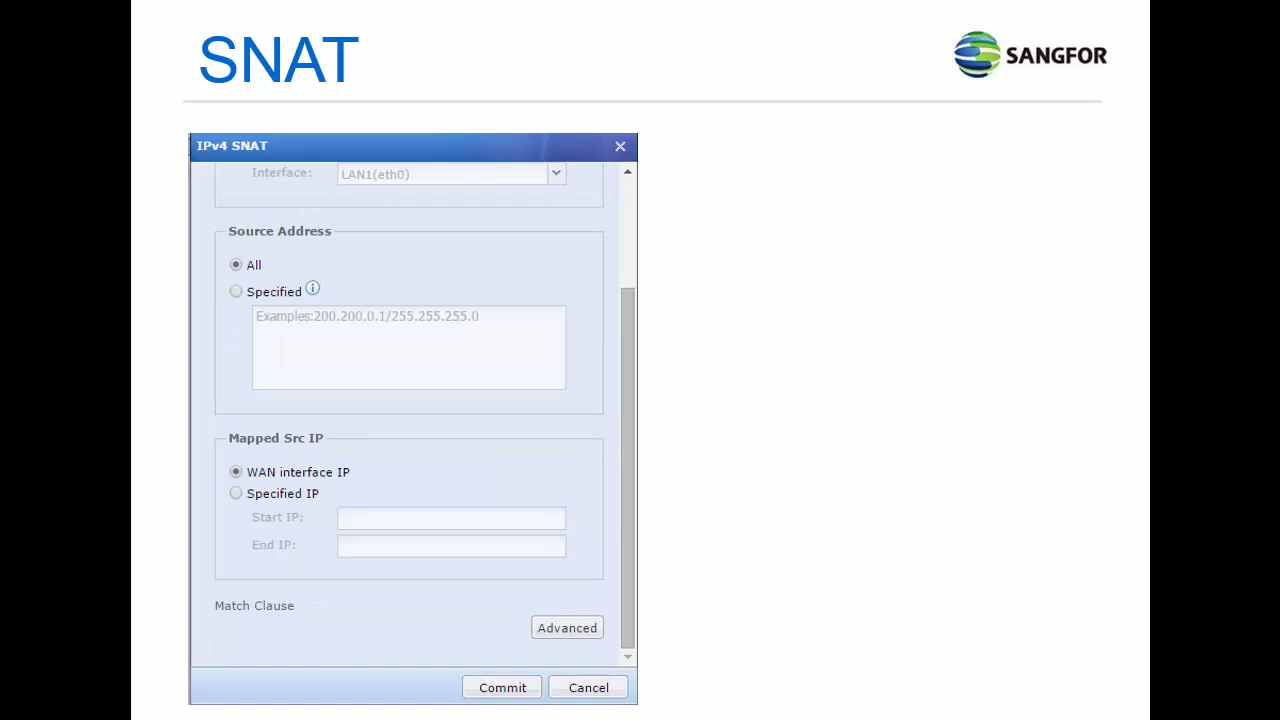 SNAT
SANGFOR
IPv4 SNAT
Interface: LAN1(eth0)
Source Address
All
Specified
Examples:200.200.0.1/255.255.255.0
Mapped Src IP
WAN interface IP
Specified IP
Start IP:
End IP:
Match Clause
Advanced
Commit Cancel